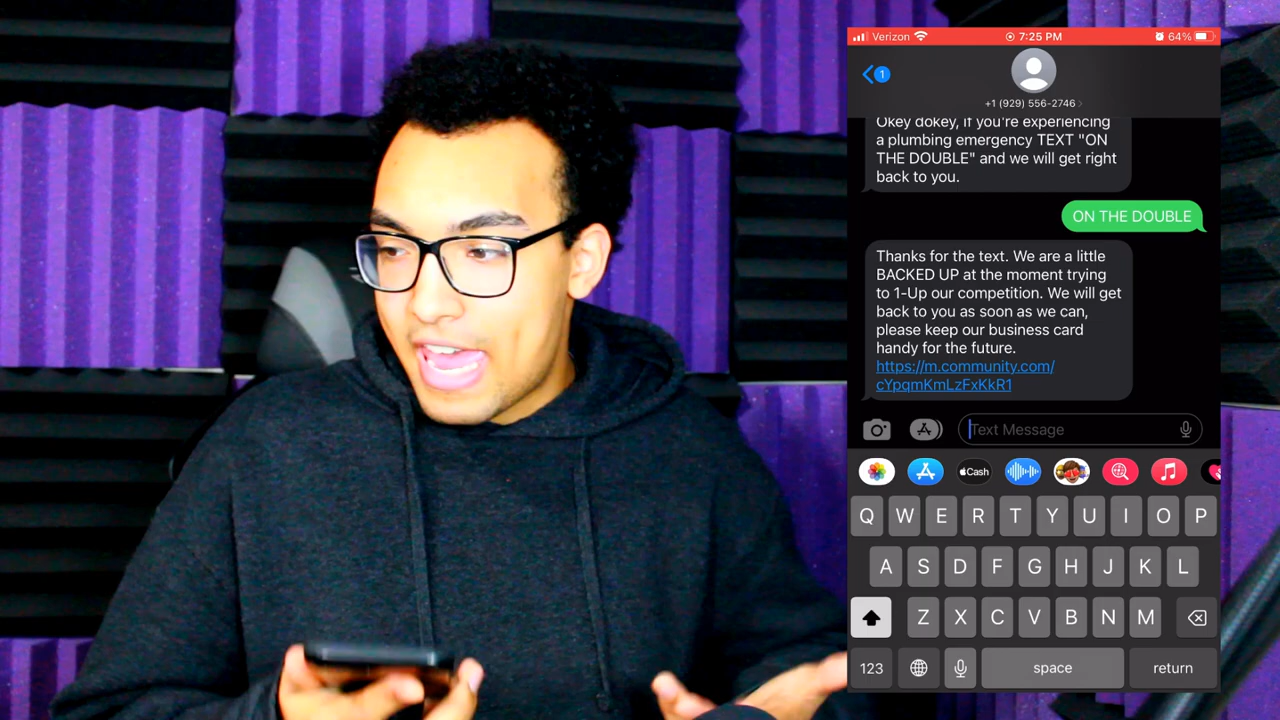 Verizon 7:25 PM 64%
1
+1 (929) 556-2746
Okey dokey, if you're experiencing
a plumbing emergency TEXT "ON
THE DOUBLE" and we will get right
back to you.
ON THE DOUBLE
Thanks for the text. We are a little
BACKED UP at the moment trying
to 1-Up our competition. We will get
back to you as soon as we can,
please keep our business card
handy for the future.
https://m.community.com/
cYpqmKmLzFxKkR1
Text Message
Cash
Q W E R T Y U I O P
A S D F G H J K L
Z X C V B N M
123 space return